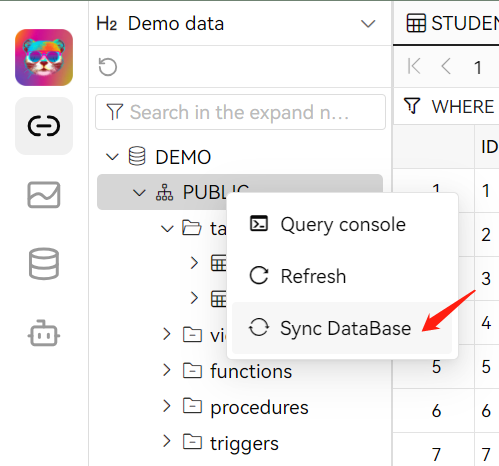 H2 Demo data
STUDEN
1
Search in the expand n...
WHERE
DEMO
ID
PUBLIC
1 1
Query console
ta
2
Refresh
3
Sync DataBase
4
vi
5 5
functions
6 6
procedures
7 7
triggers